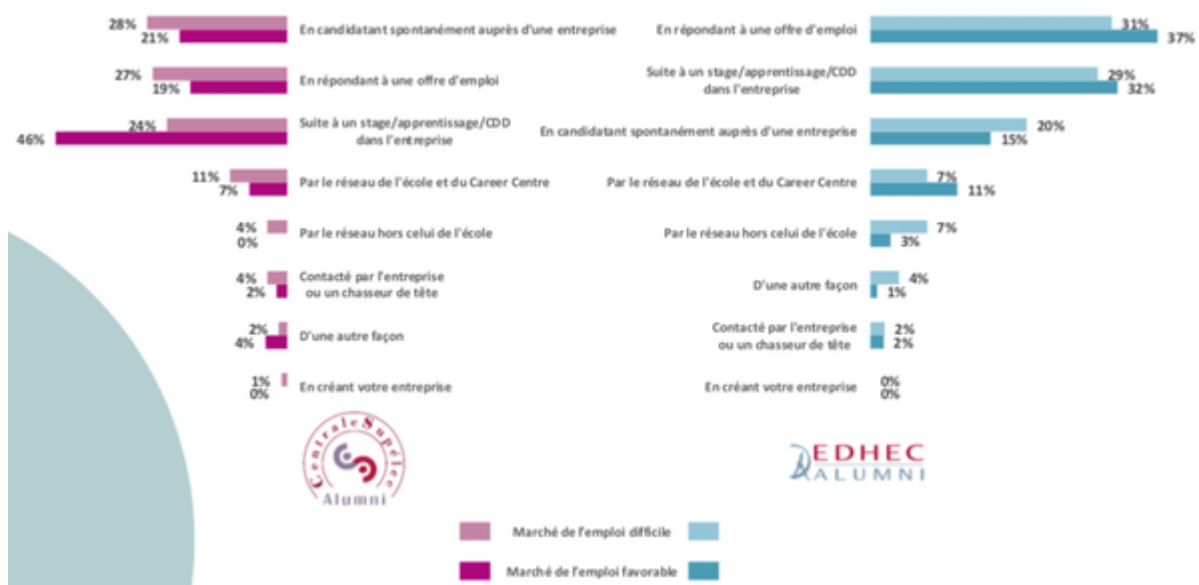 28%
21%
En candidatant spontanément auprès d'une entreprise
27%
19%
En répondant à une offre d'emploi
24%
46%
Suite à un stage/apprentissage/CDD
dans l'entreprise
11%
7%
Par le réseau de l'école et du Career Centre
4%
0%
Par le réseau hors celui de l'école
4%
2%
Contacté par l'entreprise
ou un chasseur de tête
2%
4%
D'une autre façon
1%
0%
En créant votre entreprise
CentraleSupélec
Alumni
En répondant à une offre d'emploi
31%
37%
Suite à un stage/apprentissage/CDD
dans l'entreprise
29%
32%
En candidatant spontanément auprès d'une entreprise
20%
15%
Par le réseau de l'école et du Career Centre
7%
11%
Par le réseau hors celui de l'école
7%
3%
D'une autre façon
4%
1%
Contacté par l'entreprise
ou un chasseur de tête
2%
2%
En créant votre entreprise
0%
0%
EDHEC
ALUMNI
Marché de l'emploi difficile
Marché de l'emploi favorable